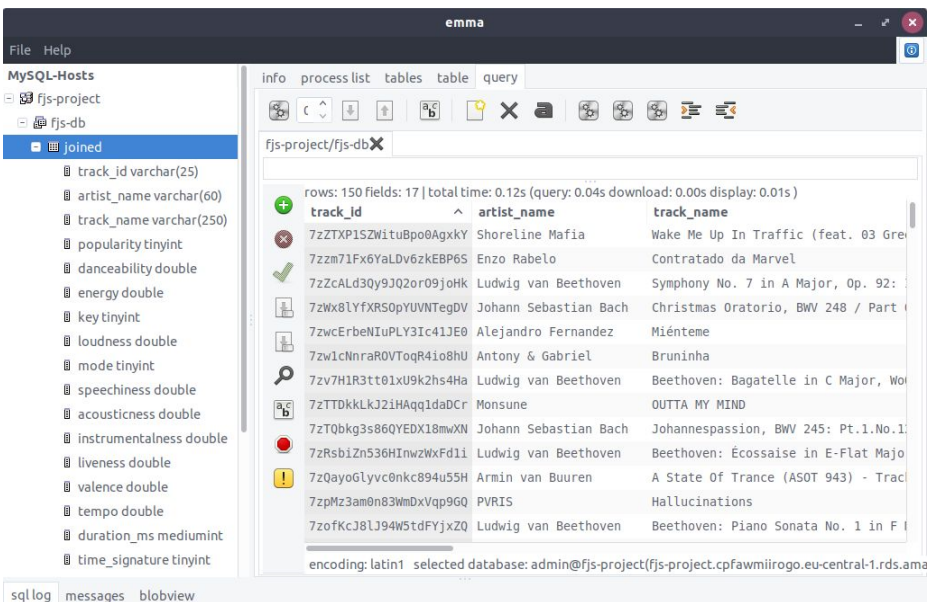 emma
File Help
MySQL-Hosts
fjs-project
fjs-db
joined
track_id varchar(25)
artist_name varchar(60)
track_name varchar(250)
popularity tinyint
danceability double
energy double
key tinyint
loudness double
mode tinyint
speechiness double
acousticness double
instrumentalness double
liveness double
valence double
tempo double
duration_ms mediumint
time_signature tinyint
info process list tables table query
fjs-project/fjs-db
rows: 150 fields: 17 | total time: 0.12s (query: 0.04s download: 0.00s display: 0.01s )
track_id artist_name track_name
7zZTXP1SZWituBpo0AgxkY Shoreline Mafia Wake Me Up In Traffic (feat. 03
7zzm71Fx6YaLDv6zkEBP6S Enzo Rabelo Contratado da Marvel
7zZcALd3Qy9JQ2orO9joHk Ludwig van Beethoven Symphony No. 7 in A Major, Op. 92:
7zWx8lYfXRSOpYUVNTegDV Johann Sebastian Bach Christmas Oratorio, BWV 248 / Part
7zwcErbeNIuPLY3Ic41JE0 Alejandro Fernandez Miénteme
7zw1cNnraROVToqR4io8hU Antony & Gabriel Bruninha
7zv7H1R3tt01xU9k2hs4Ha Ludwig van Beethoven Beethoven: Bagatelle in C Major,
7zTTDkkLkJ2iHAqq1daDCr Monsune OUTTA MY MIND
7zTQbkg3s86QYEDX18mwXN Johann Sebastian Bach Johannespassion, BWV 245:
7zRsbiZn536HInwzWxFd1i Ludwig van Beethoven Beethoven: Écossaise in E-Flat Majo
7zQayoGlyvc0nkc894u55H Armin van Buuren A State Of Trance (ASOT 943) -
7zpMz3am0n83WmDxVqp9GQ PVRIS Hallucinations
7zofKcJ8lJ94W5tdFYjxZQ Ludwig van Beethoven Beethoven: Piano Sonata No. 1 in F
encoding: latin1 selected database: admin@fjs-project(fjs-project.cpfawmiirogo.eu-central-1.rds.ama
sql log messages blobview